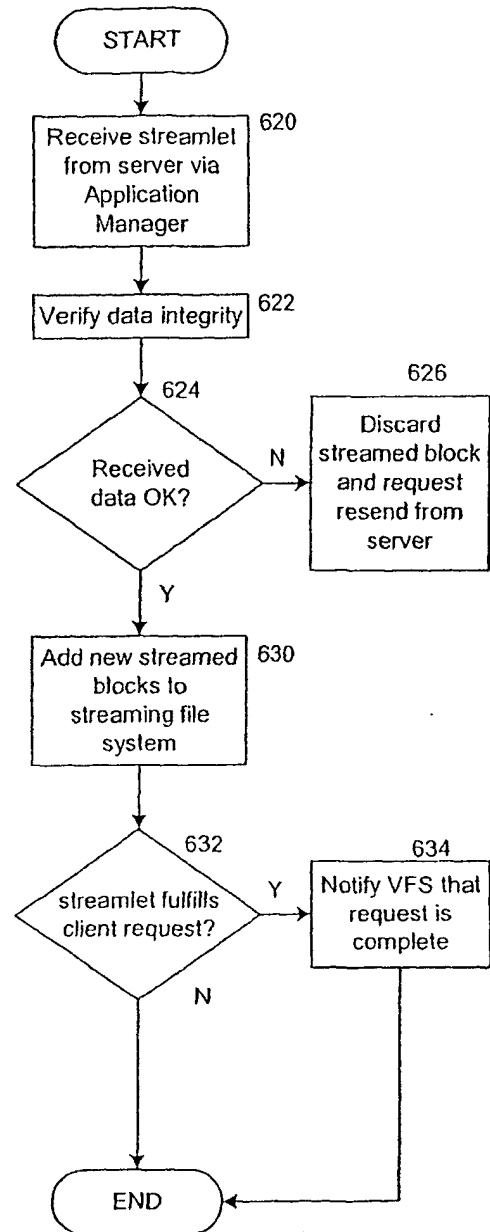 START
620
Receive streamlet
from server via
Application
Manager
622
Verify data integrity
624
626
Received
data OK?
N
Discard
streamed block
and request
resend from
server
Y
630
Add new streamed
blocks to
streaming file
system
632
634
streamlet fulfills
client request?
Y
Notify VFS that
request is
complete
N
END